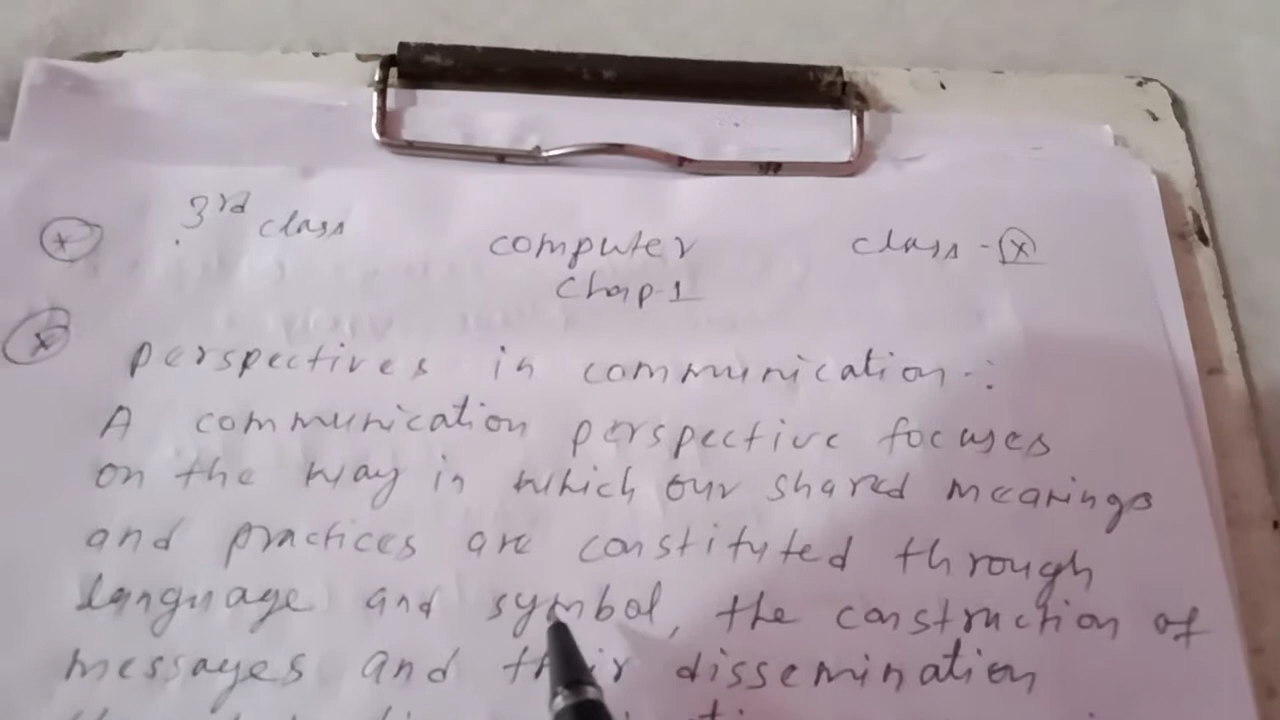 3rd class computer class - X
Chap-1
perspectives in communication -:
A communication perspective focuses
on the way in which our shared meanings
and practices are constituted through
language and symbol, the construction of
messages and their dissemination